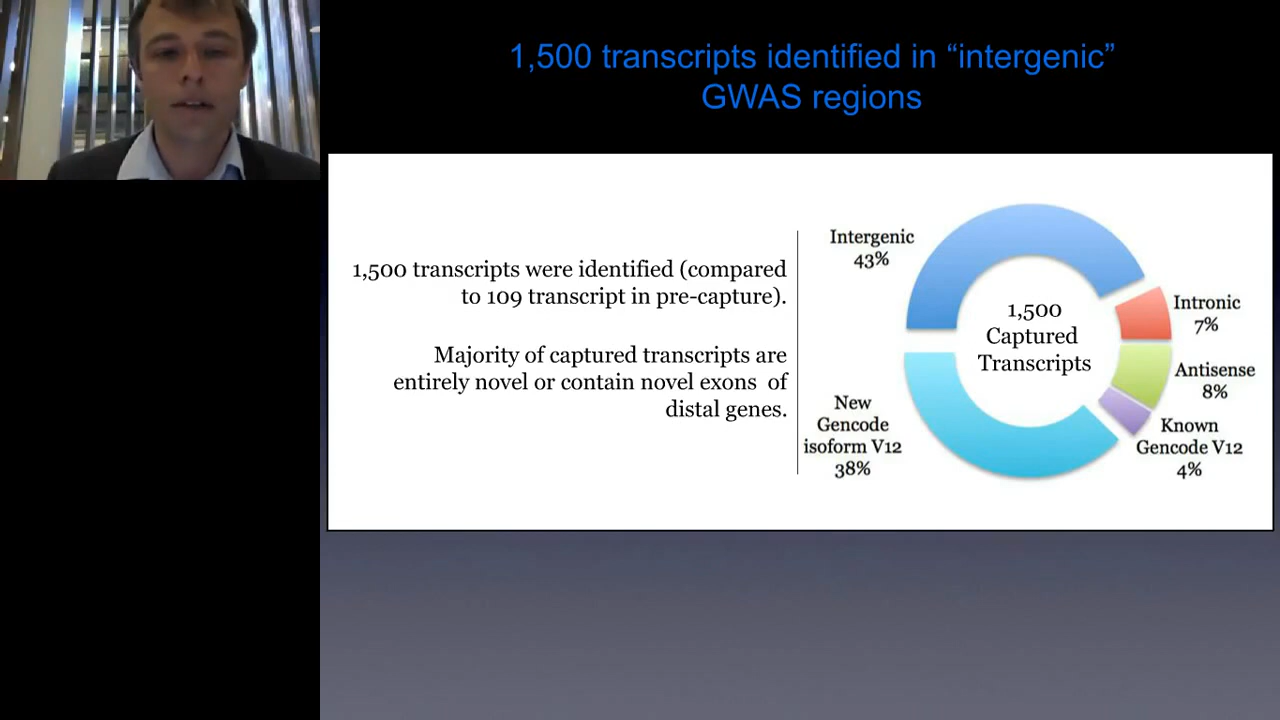 1,500 transcripts identified in “intergenic”
GWAS regions
1,500 transcripts were identified (compared
to 109 transcript in pre-capture).
Majority of captured transcripts are
entirely novel or contain novel exons of
distal genes.
Intergenic
43%
1,500
Captured
Transcripts
Intronic
7%
Antisense
8%
Known
Gencode V12
4%
New
Gencode
isoform V12
38%